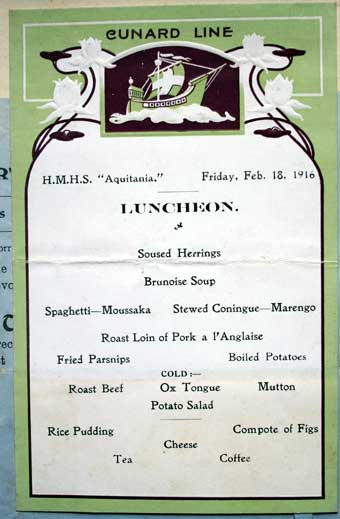 CUNARD LINE
H.M.H.S. "Aquitania." Friday, Feb. 18, 1916
LUNCHEON.
Soused Herrings
Brunoise Soup
Spaghetti—Moussaka Stewed Coningue—Marengo
Roast Loin of Pork a l'Anglaise
Fried Parsnips Boiled Potatoes
COLD :—
Roast Beef Ox Tongue Mutton
Potato Salad
Rice Pudding Compote of Figs
Cheese
Tea Coffee